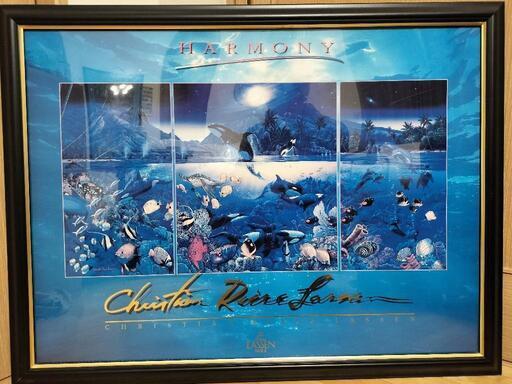 HARMONY
Christian Riese Lassen
CHRISTIAN RIESE LASSEN
LASSEN